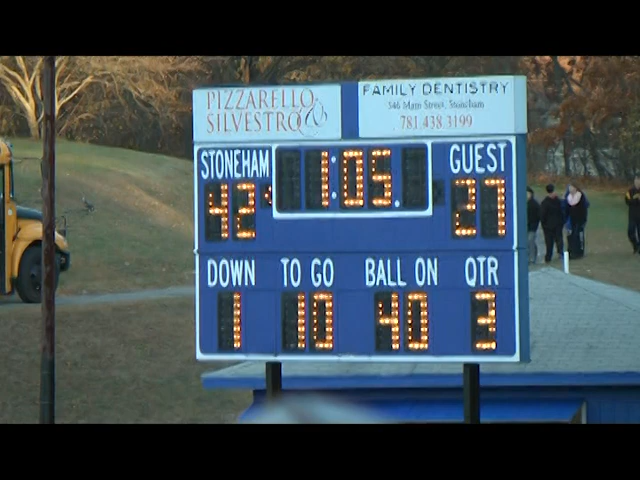 PIZZARELLO
& SILVESTRO
FAMILY DENTISTRY
546 Main Street, Stoneham
781.438.3199
STONEHAM
1:05.
GUEST
42
27
DOWN TO GO BALL ON QTR
1 10 40 3